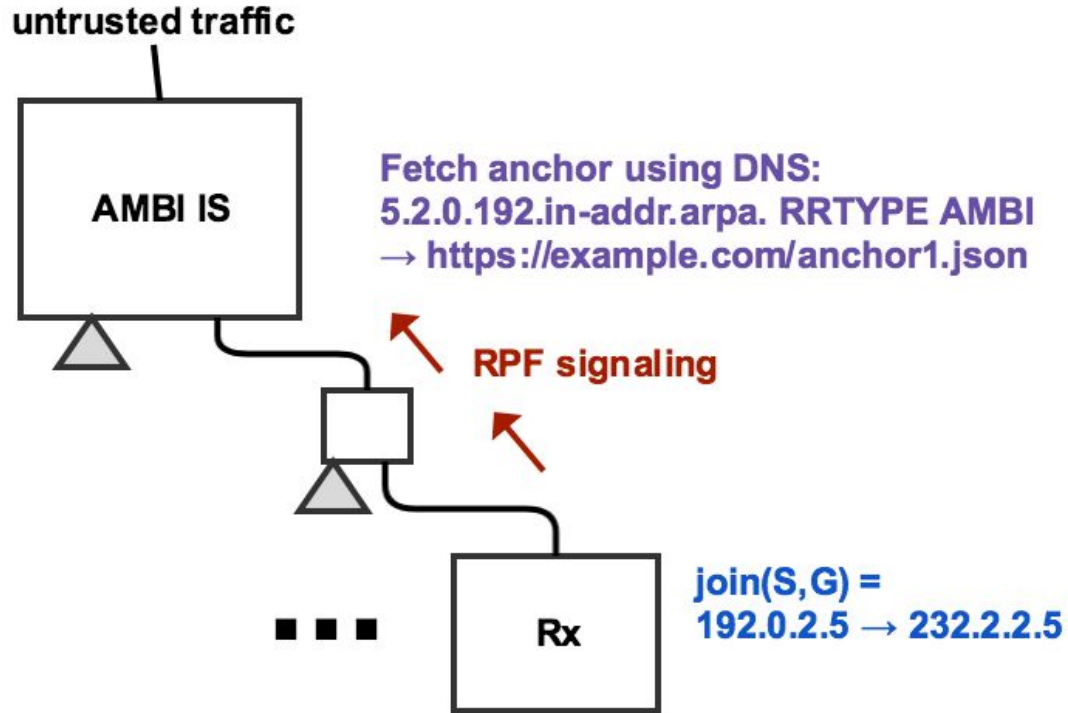 untrusted traffic
AMBI IS
Fetch anchor using DNS:
5.2.0.192.in-addr.arpa. RRTYPE AMBI
→ https://example.com/anchor1.json
RPF signaling
Rx
join(S,G) =
192.0.2.5 → 232.2.2.5